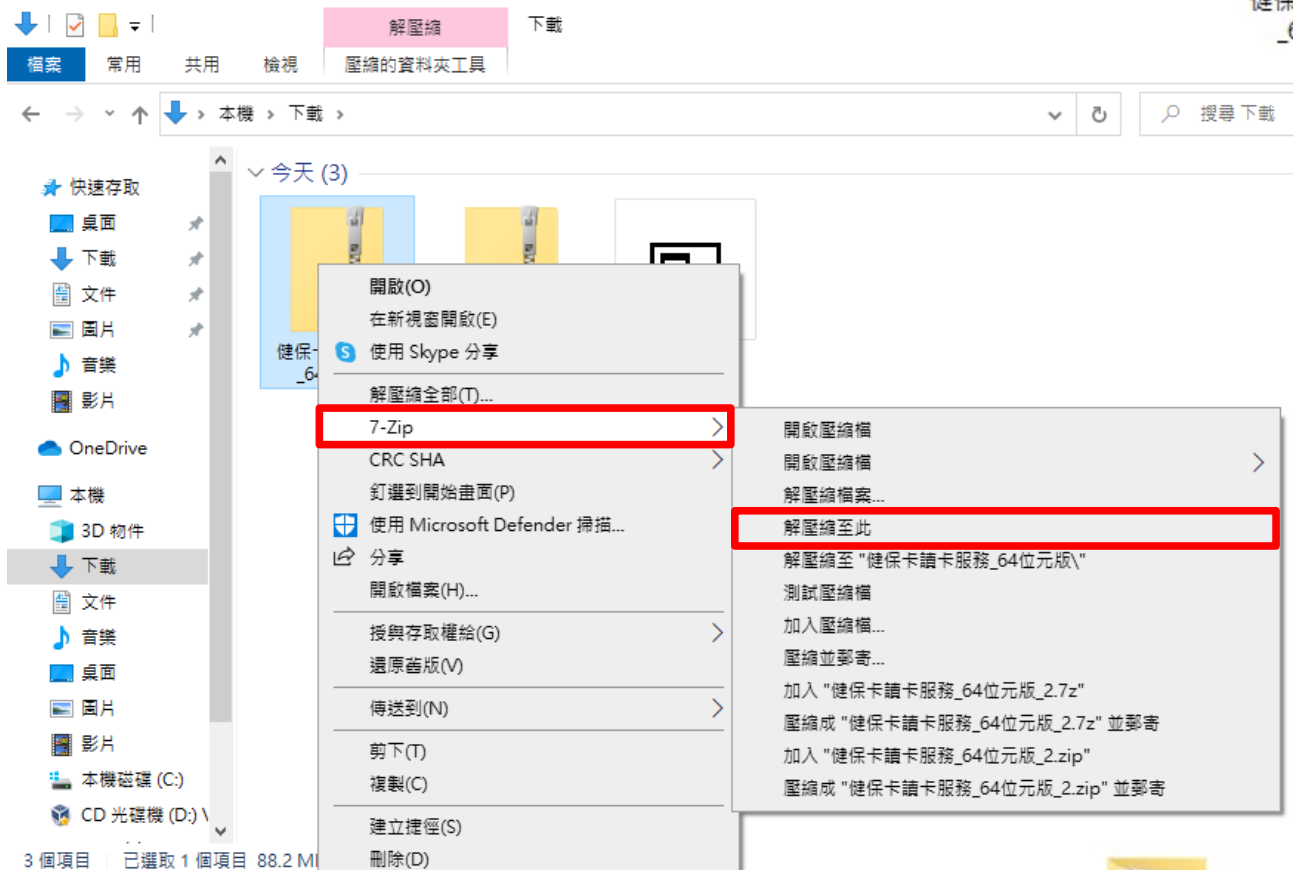 解壓縮
下載
檔案
常用
共用
檢視
壓縮的資料夾工具
本機 > 下載 >
搜尋 下載
快速存取
桌面
下載
文件
圖片
音樂
影片
OneDrive
本機
3D 物件
下載
文件
音樂
桌面
圖片
影片
本機磁碟 (C:)
CD 光碟機 (D:) \
今天 (3)
健保
_64
開啟(O)
在新視窗開啟(E)
使用 Skype 分享
解壓縮全部(T)...
7-Zip
CRC SHA
釘選到開始畫面(P)
使用 Microsoft Defender 掃描...
分享
開啟檔案(H)...
授與存取權給(G)
還原舊版(V)
傳送到(N)
剪下(T)
複製(C)
建立捷徑(S)
刪除(D)
開啟壓縮檔
開啟壓縮檔
解壓縮檔案...
解壓縮至此
解壓縮至 "健保卡讀卡服務_64位元版\"
測試壓縮檔
加入壓縮檔...
壓縮並郵寄...
加入 "健保卡讀卡服務_64位元版_2.7z"
壓縮成 "健保卡讀卡服務_64位元版_2.7z" 並郵寄
加入 "健保卡讀卡服務_64位元版_2.zip"
壓縮成 "健保卡讀卡服務_64位元版_2.zip" 並郵寄
3 個項目
已選取 1 個項目 88.2 M